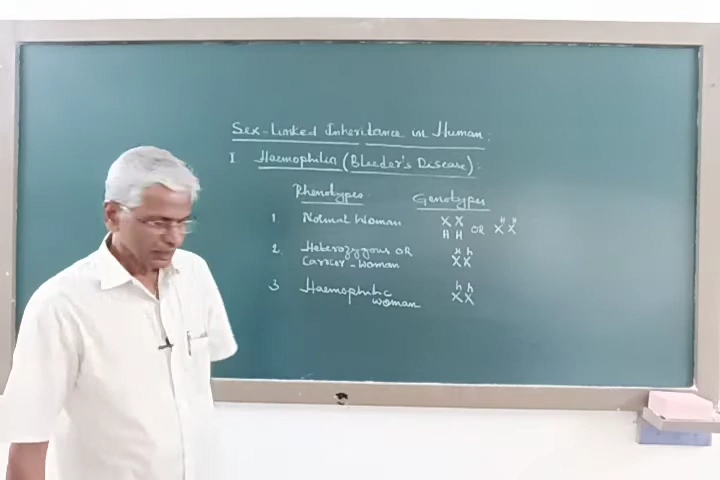 Sex-Linked Inheritance in Human:
I Haemophilia (Bleeder's Disease):
Phenotypes Genotypes
1. Normal Woman X X OR X^H X^H
H H
2. Heterozygous OR X^H X^h
Carrier-woman
3 Haemophilic X^h X^h
woman